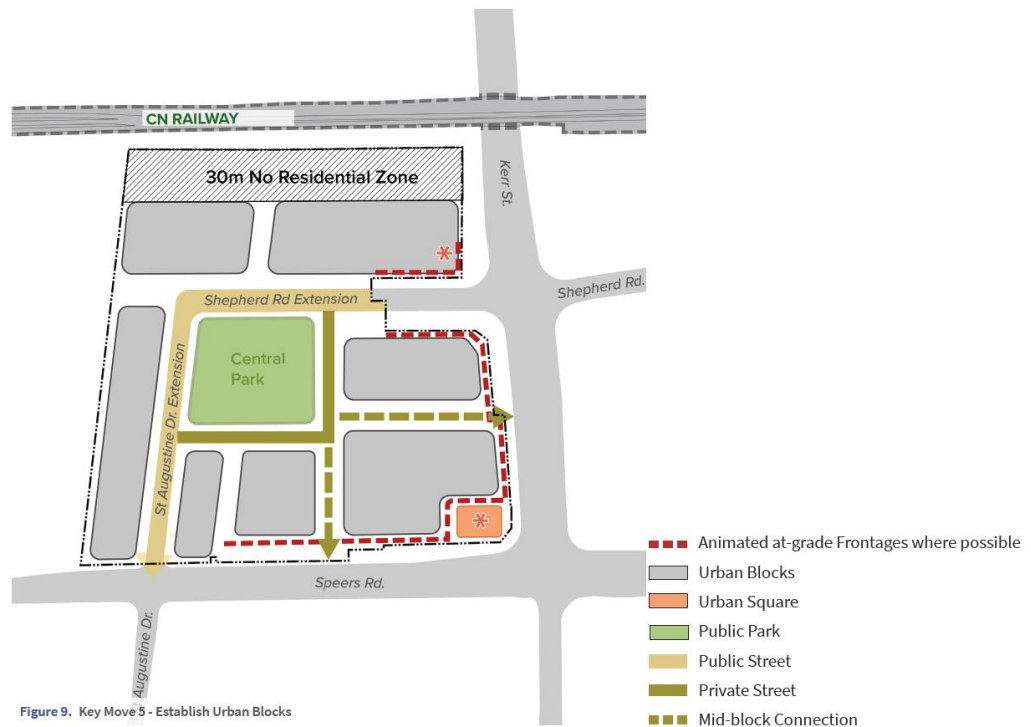 CN RAILWAY
30m No Residential Zone
Kerr St.
Shepherd Rd Extension
Shepherd Rd.
Central
Park
St Augustine Dr. Extension
Speers Rd.
Augustine Dr.
Animated at-grade Frontages where possible
Urban Blocks
Urban Square
Public Park
Public Street
Private Street
Mid-block Connection
Figure 9. Key Move 5 - Establish Urban Blocks